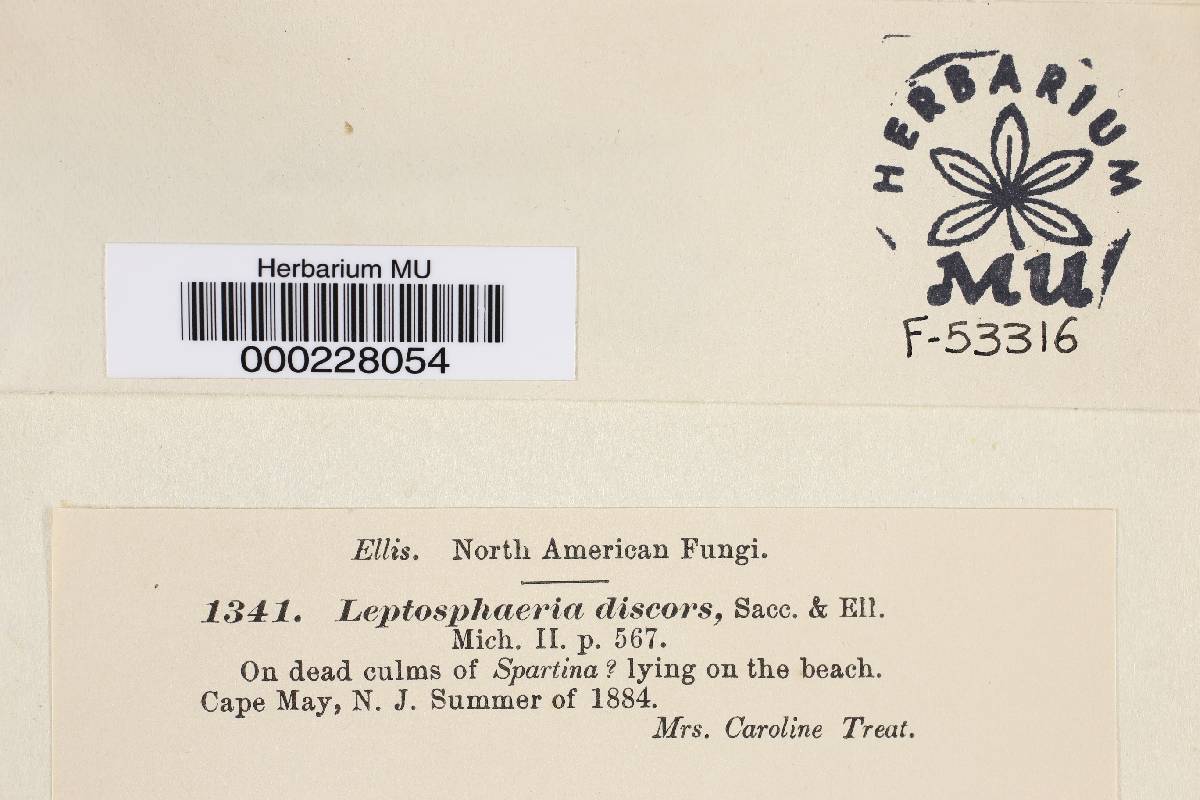 HERBARIUM
MU
F-53316
Herbarium MU
000228054
Ellis. North American Fungi.
1341. Leptosphaeria discors, Sacc. & Ell.
Mich. II. p. 567.
On dead culms of Spartina? lying on the beach.
Cape May, N. J. Summer of 1884.
Mrs. Caroline Treat.